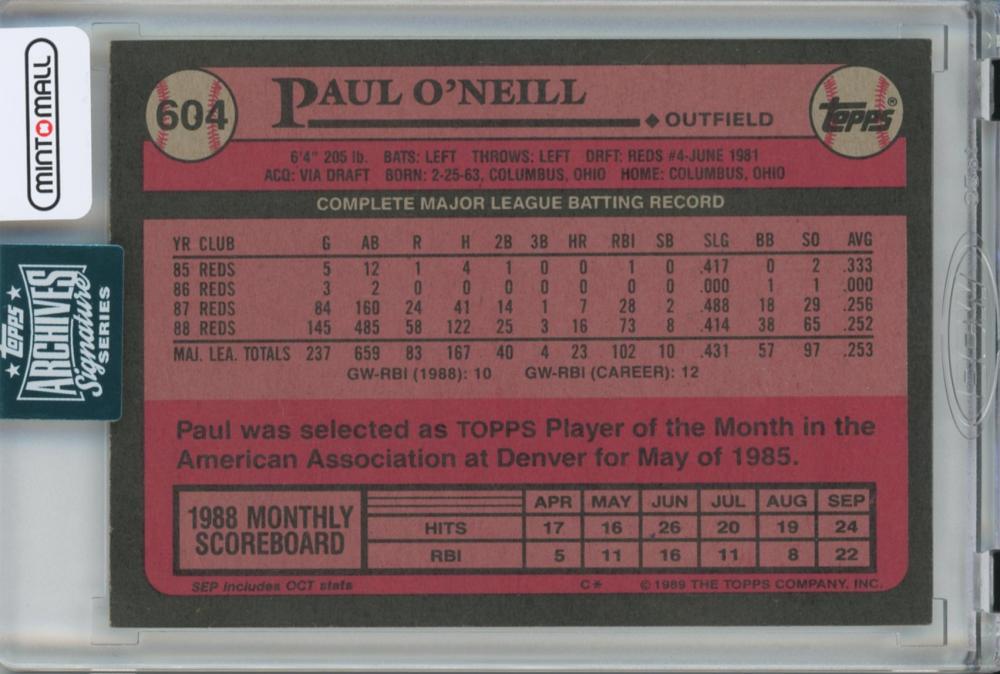 MINTOMALL
Topps
ARCHIVES
Signature
SERIES
604
PAUL O'NEILL
OUTFIELD
Topps®
6'4" 205 lb. BATS: LEFT THROWS: LEFT DRFT: REDS #4-JUNE 1981
ACQ: VIA DRAFT BORN: 2-25-63, COLUMBUS, OHIO HOME: COLUMBUS, OHIO
COMPLETE MAJOR LEAGUE BATTING RECORD
YR CLUB G AB R H 2B 3B HR RBI SB SLG BB SO AVG
85 REDS 5 12 1 4 1 0 0 1 0 .417 0 2 .333
86 REDS 3 2 0 0 0 0 0 0 0 .000 1 1 .000
87 REDS 84 160 24 41 14 1 7 28 2 .488 18 29 .256
88 REDS 145 485 58 122 25 3 16 73 8 .414 38 65 .252
MAJ. LEA. TOTALS 237 659 83 167 40 4 23 102 10 .431 57 97 .253
GW-RBI (1988): 10 GW-RBI (CAREER): 12
Paul was selected as TOPPS Player of the Month in the
American Association at Denver for May of 1985.
1988 MONTHLY
SCOREBOARD
APR MAY JUN JUL AUG SEP
HITS 17 16 26 20 19 24
RBI 5 11 16 11 8 22
SEP includes OCT stats
C* © 1989 THE TOPPS COMPANY, INC.